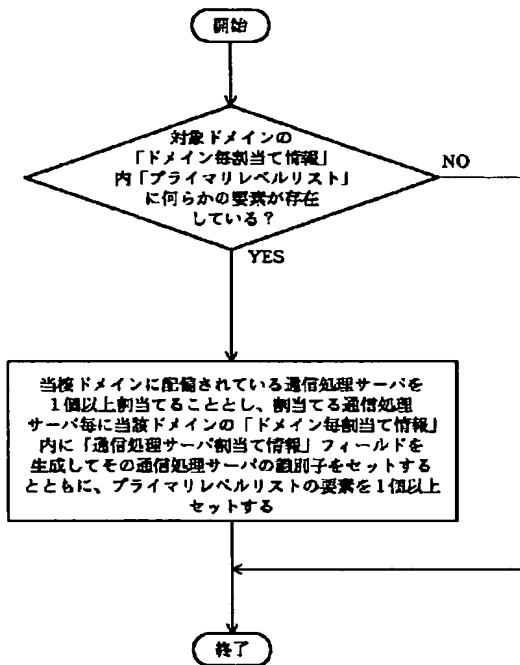 開始
対象ドメインの
「ドメイン毎割当て情報」
内「プライマリレベルリスト」
に何らかの要素が存在
している？
NO
YES
当該ドメインに配備されている通信処理サーバを
１個以上割当てることとし、割当てる通信処理
サーバ毎に当該ドメインの「ドメイン毎割当て情報」
内に「通信処理サーバ割当て情報」フィールドを
生成してその通信処理サーバの識別子をセットする
とともに、プライマリレベルリストの要素を１個以上
セットする
終了